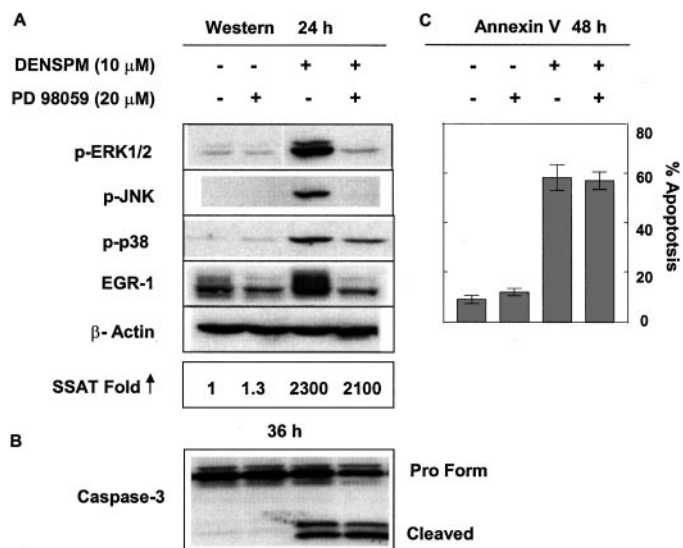 A
Western 24 h
DENSPM (10 μM) - - + +
PD 98059 (20 μM) - + - +
p-ERK1/2
p-JNK
p-p38
EGR-1
β- Actin
SSAT Fold ↑ 1 1.3 2300 2100
B
36 h
Caspase-3
Pro Form
Cleaved
C
Annexin V 48 h
- - + +
- + - +
80
60
40
20
0
% Apoptotsis